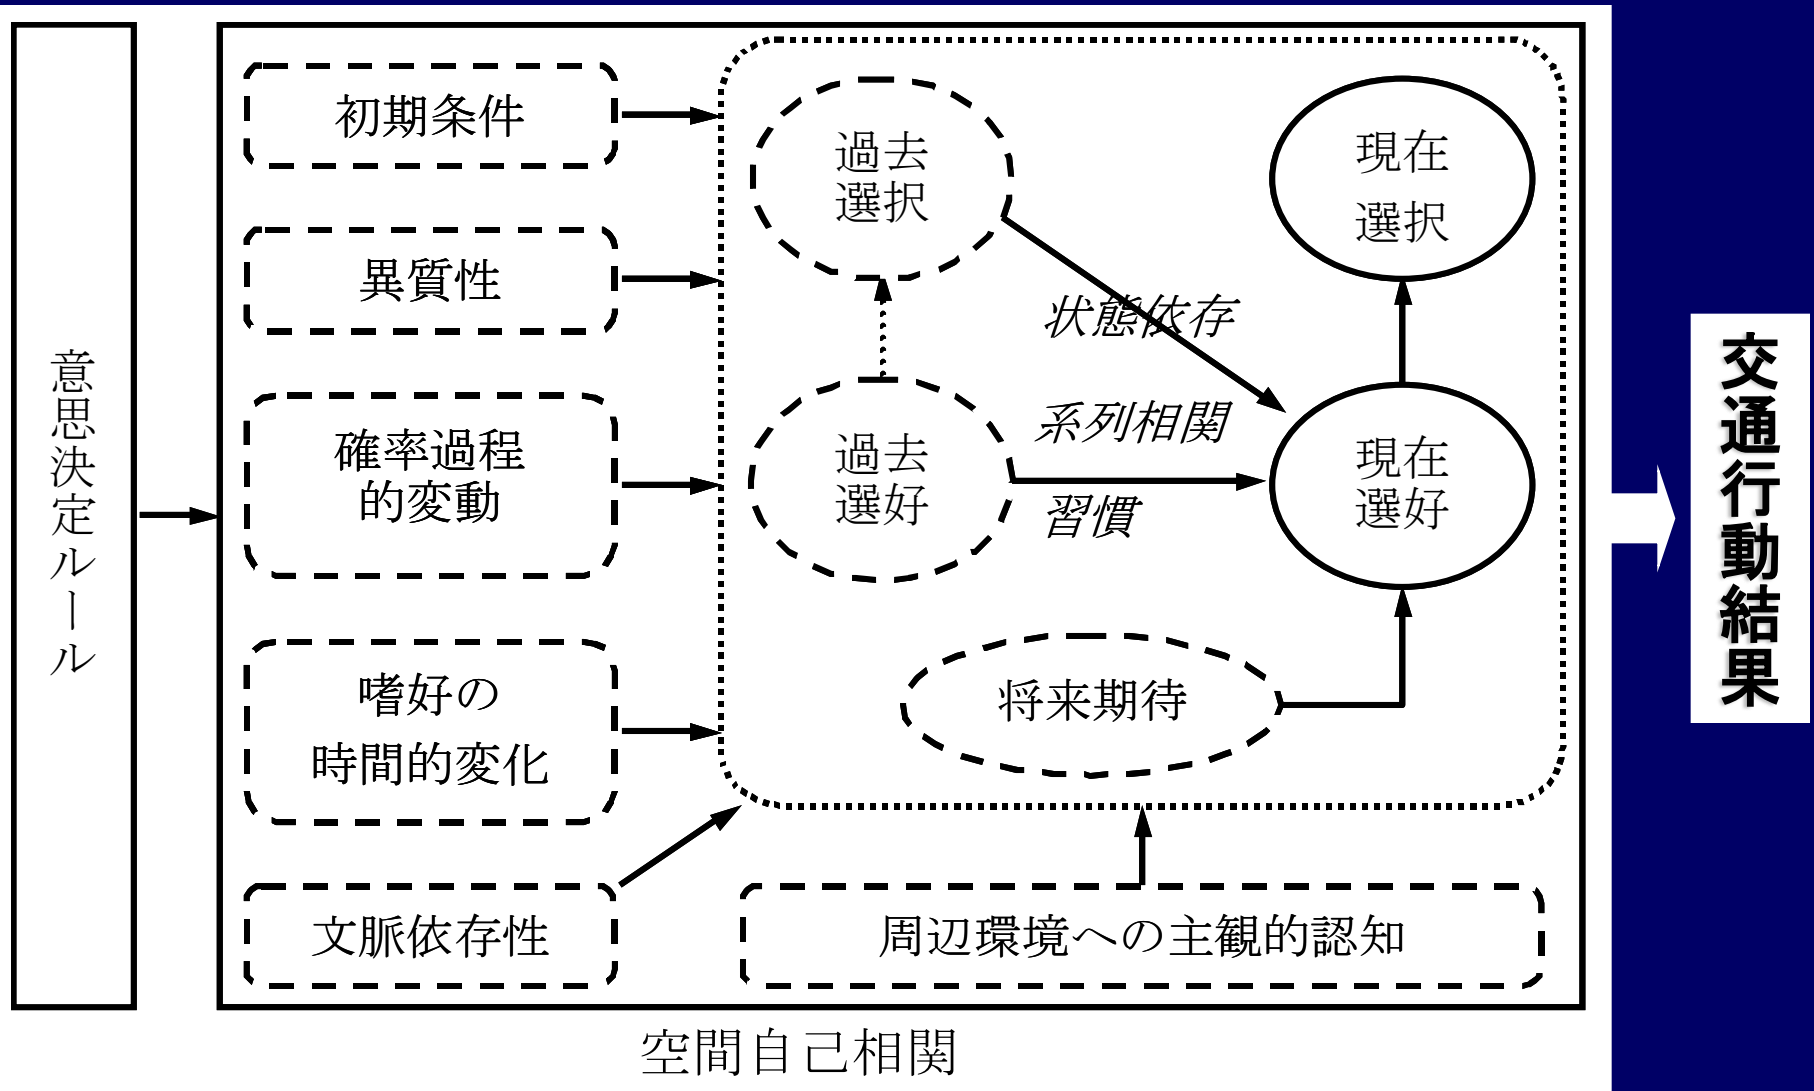 意思決定ルール
初期条件
異質性
確率過程
的変動
嗜好の
時間的変化
文脈依存性
過去
選択
現在
選択
状態依存
系列相関
習慣
過去
選好
現在
選好
将来期待
周辺環境への主観的認知
空間自己相関
交通行動結果